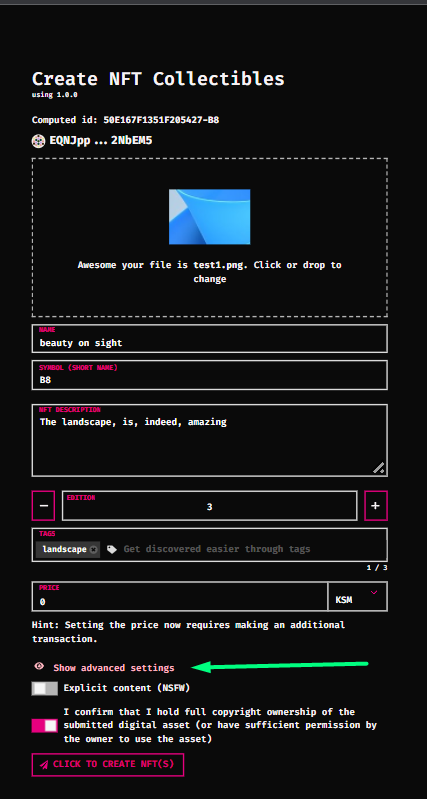 Create NFT Collectibles
using 1.0.0
Computed id: 50E167F1351F205427-B8
EQNJpp ... 2NbEM5
Awesome your file is test1.png. Click or drop to
change
NAME
beauty on sight
SYMBOL (SHORT NAME)
B8
NFT DESCRIPTION
The landscape, is, indeed, amazing
EDITION
− 3 +
TAGS
landscape Get discovered easier through tags
1 / 3
PRICE
0 KSM
Hint: Setting the price now requires making an additional
transaction.
Show advanced settings
Explicit content (NSFW)
I confirm that I hold full copyright ownership of the
submitted digital asset (or have sufficient permission by
the owner to use the asset)
CLICK TO CREATE NFT(S)